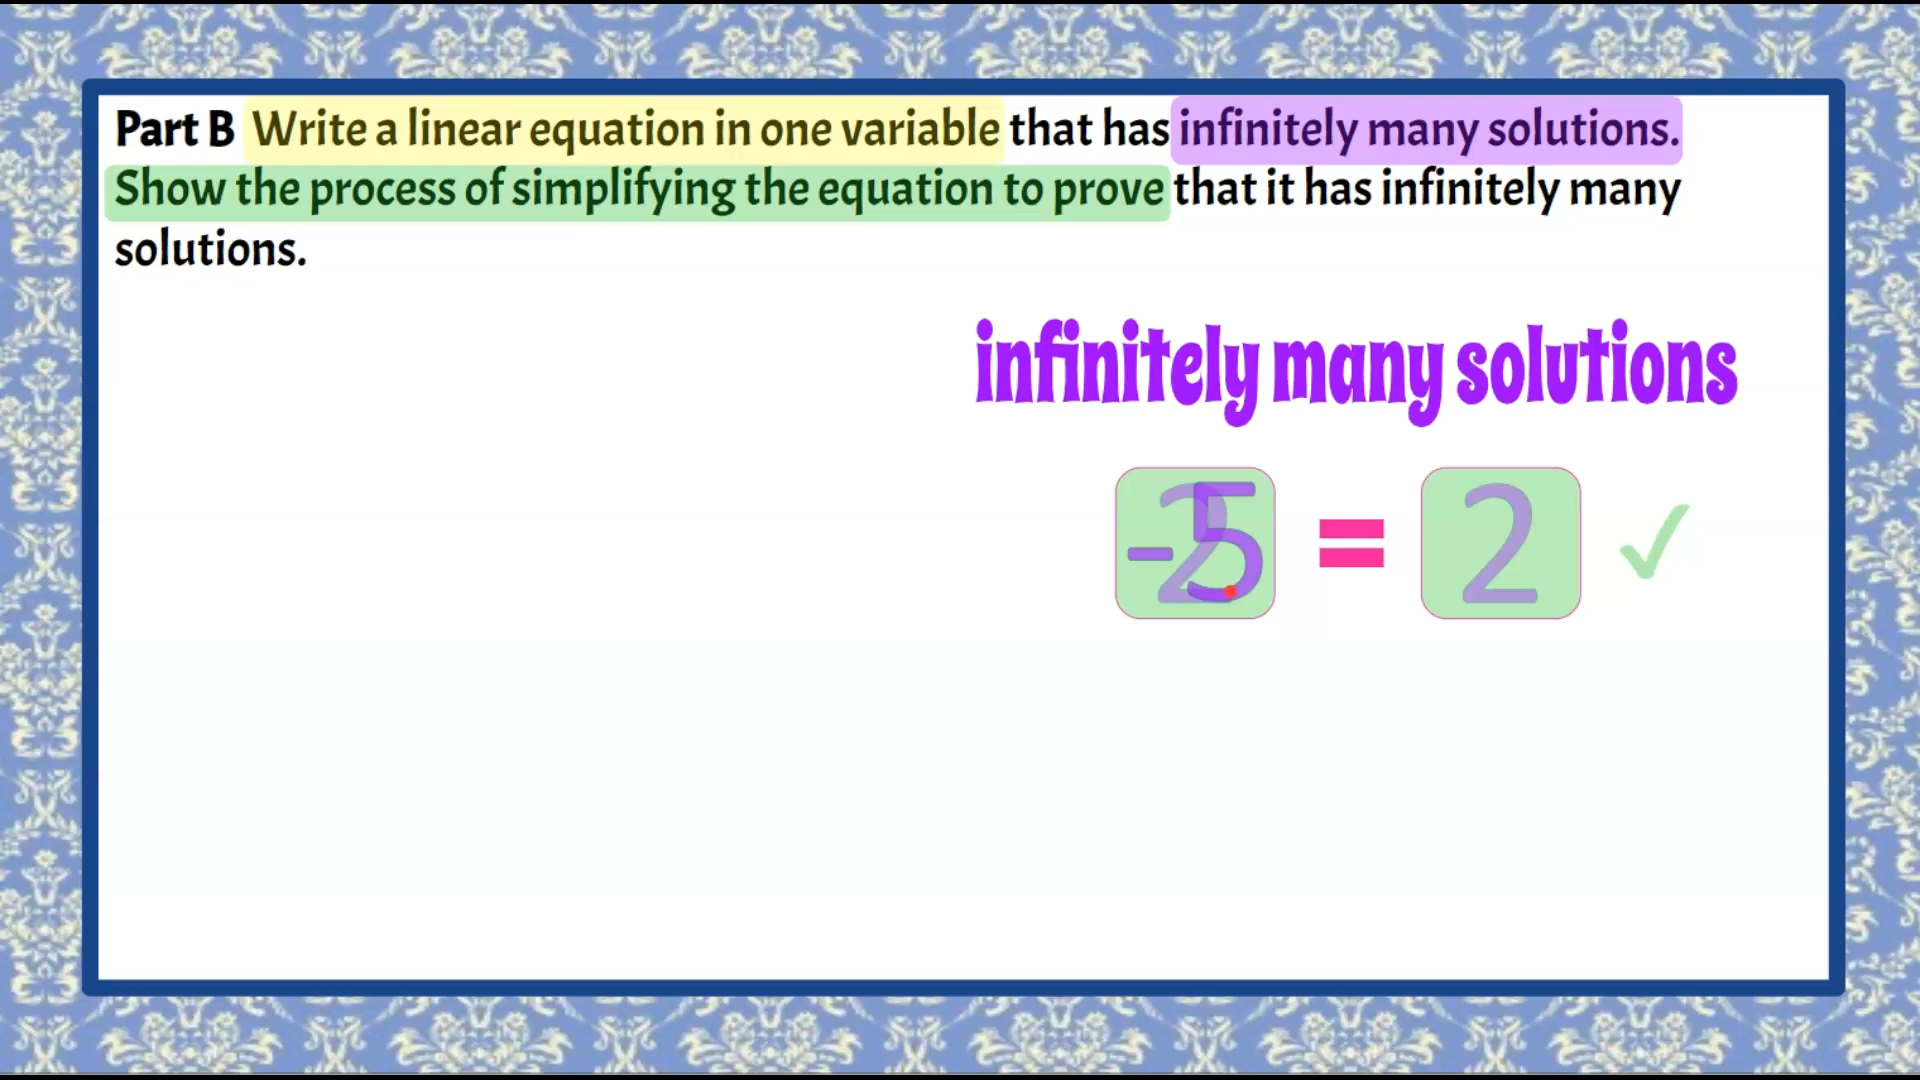 Part B Write a linear equation in one variable that has infinitely many solutions.
Show the process of simplifying the equation to prove that it has infinitely many
solutions.
infinitely many solutions
= 2 ✓